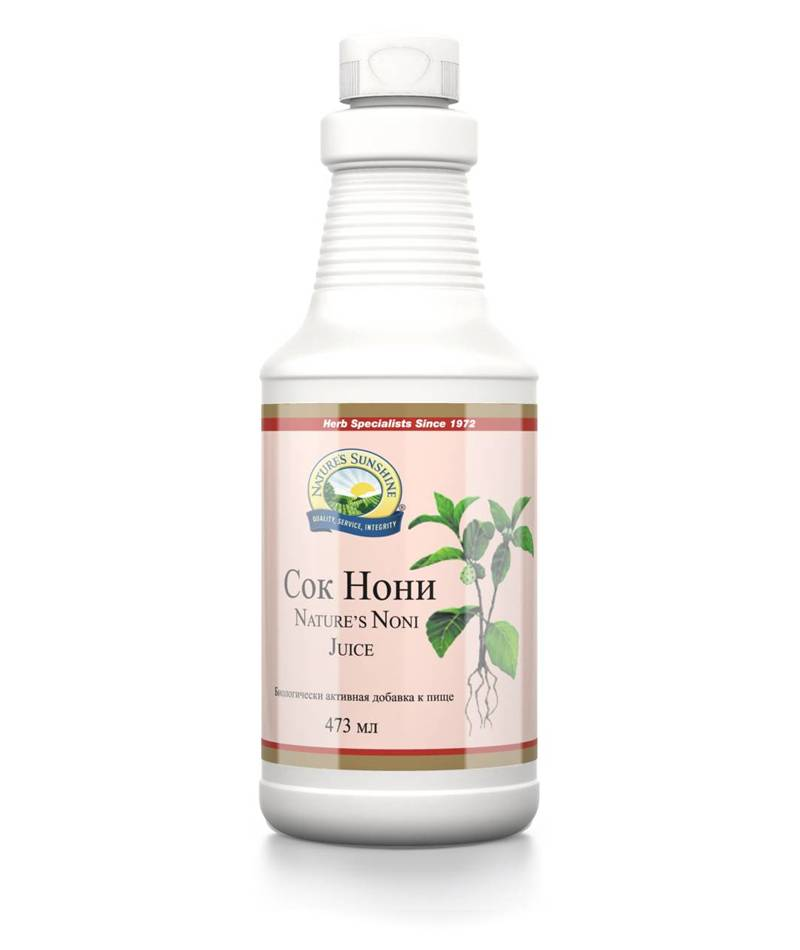 Herb Specialists Since 1972
NATURE'S SUNSHINE
®
QUALITY, SERVICE, INTEGRITY
Сок Нони
NATURE'S NONI
JUICE
Биологически активная добавка к пище
473 мл